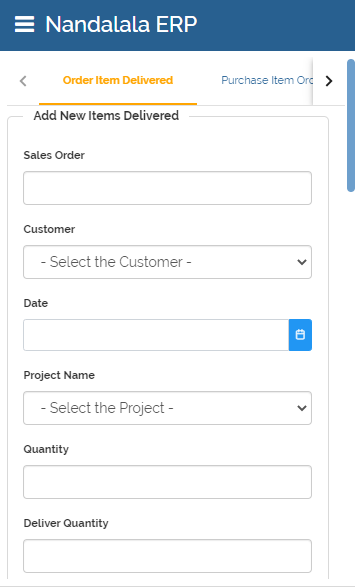 Nandalala ERP
Order Item Delivered
Purchase Item Orc
Add New Items Delivered
Sales Order
Customer
- Select the Customer -
Date
Project Name
- Select the Project -
Quantity
Deliver Quantity